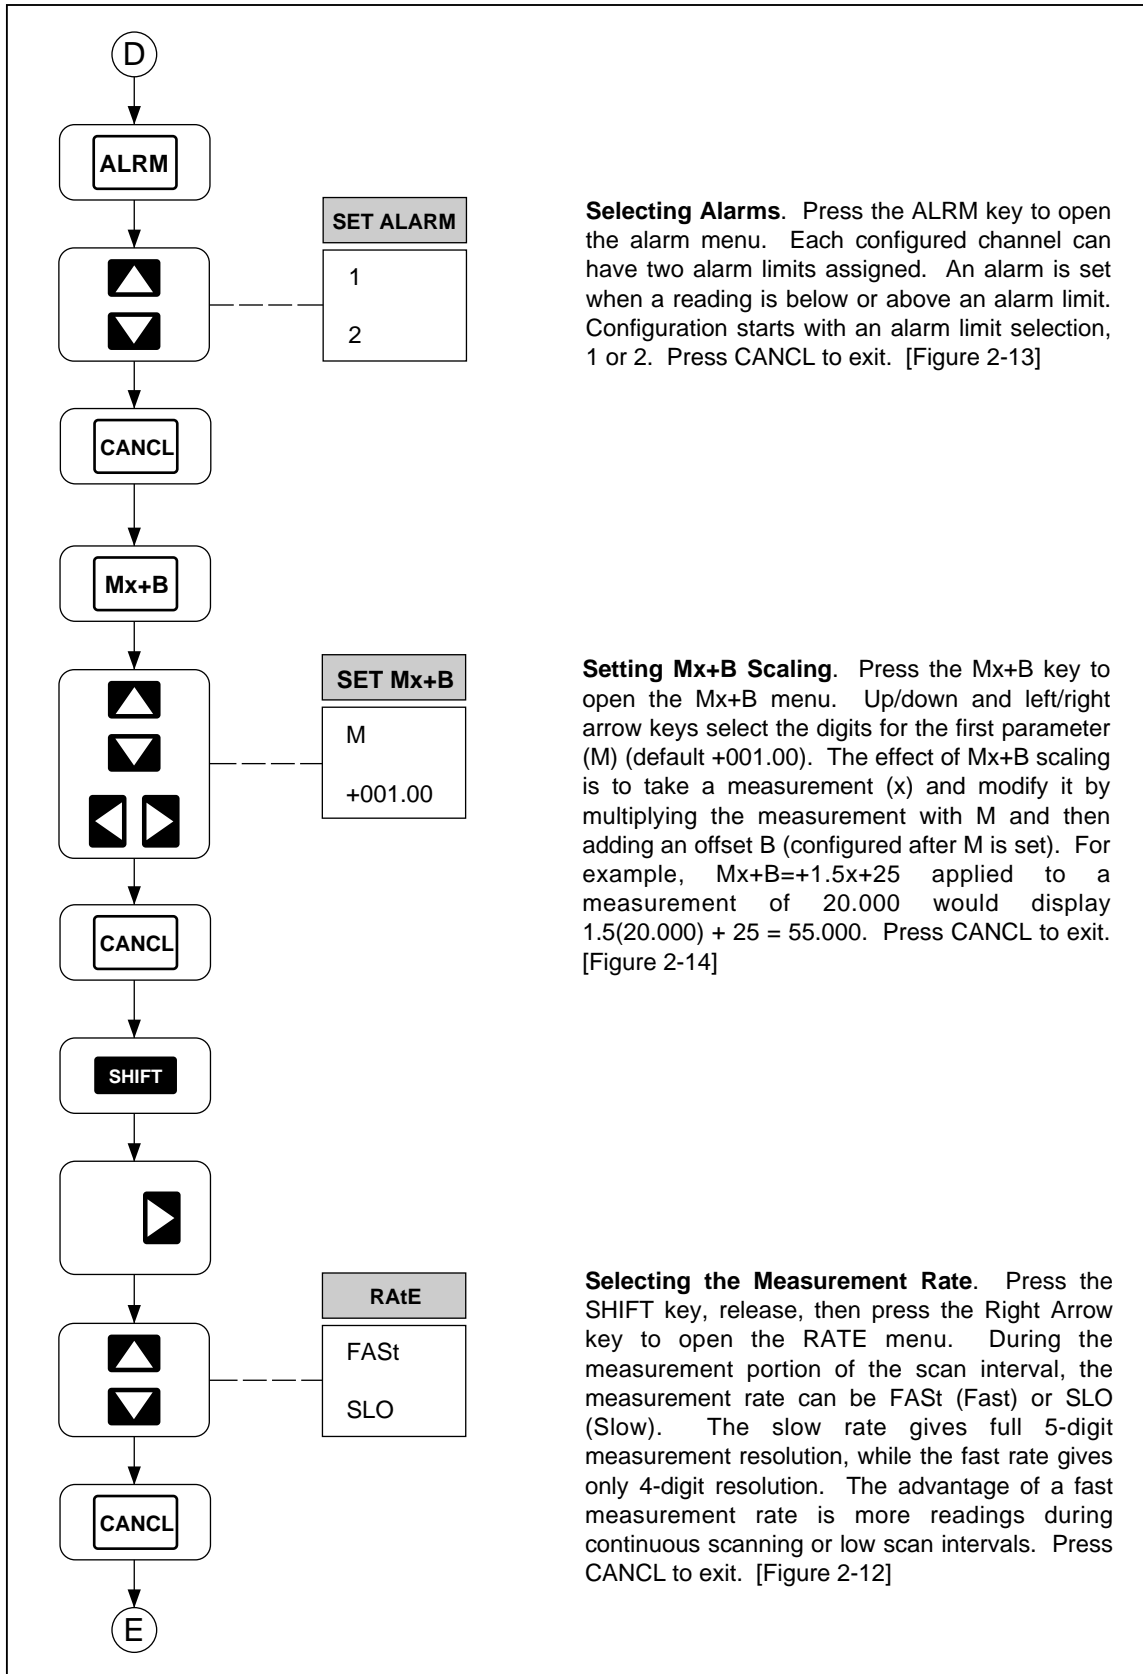 D
ALRM
SET ALARM
1
2
Selecting Alarms. Press the ALRM key to open
the alarm menu. Each configured channel can
have two alarm limits assigned. An alarm is set
when a reading is below or above an alarm limit.
Configuration starts with an alarm limit selection,
1 or 2. Press CANCL to exit. [Figure 2-13]
CANCL
Mx+B
SET Mx+B
M
+001.00
Setting Mx+B Scaling. Press the Mx+B key to
open the Mx+B menu. Up/down and left/right
arrow keys select the digits for the first parameter
(M) (default +001.00). The effect of Mx+B scaling
is to take a measurement (x) and modify it by
multiplying the measurement with M and then
adding an offset B (configured after M is set). For
example, Mx+B=+1.5x+25 applied to a
measurement of 20.000 would display
1.5(20.000) + 25 = 55.000. Press CANCL to exit.
[Figure 2-14]
CANCL
SHIFT
RAtE
FASt
SLO
Selecting the Measurement Rate. Press the
SHIFT key, release, then press the Right Arrow
key to open the RATE menu. During the
measurement portion of the scan interval, the
measurement rate can be FASt (Fast) or SLO
(Slow). The slow rate gives full 5-digit
measurement resolution, while the fast rate gives
only 4-digit resolution. The advantage of a fast
measurement rate is more readings during
continuous scanning or low scan intervals. Press
CANCL to exit. [Figure 2-12]
CANCL
E